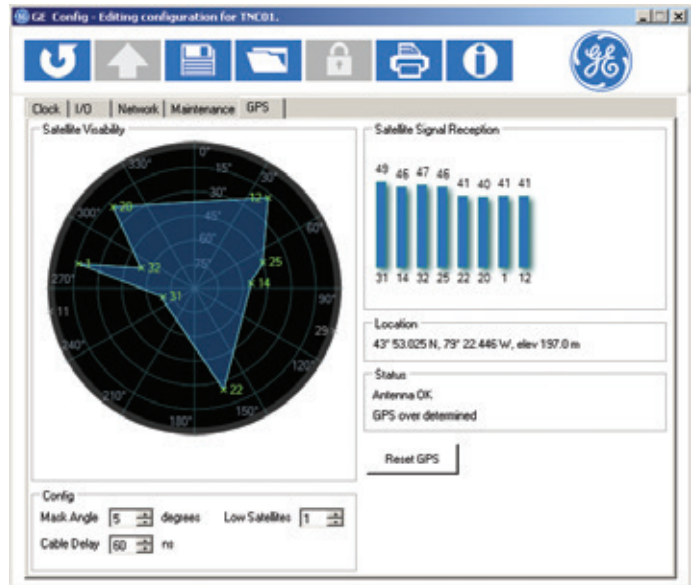 GE Config - Editing configuration for TNC01.
GE
Clock I/O Network Maintenance GPS
Satellite Visability
0°
330° 15° 30°
30°
300° 20 12 45° 60°
60°
75°
1 32 25
270° 31 14 90°
11 29
240° 120°
22
210° 180° 150°
Satellite Signal Reception
49 46 47 46 41 40 41 41
31 14 32 25 22 20 1 12
Location
43° 53.025 N, 79° 22.446 W, elev 197.0 m
Status
Antenna OK
GPS over determined
Reset GPS
Config
Mask Angle 5 degrees Low Satellites 1
Cable Delay 60 ns